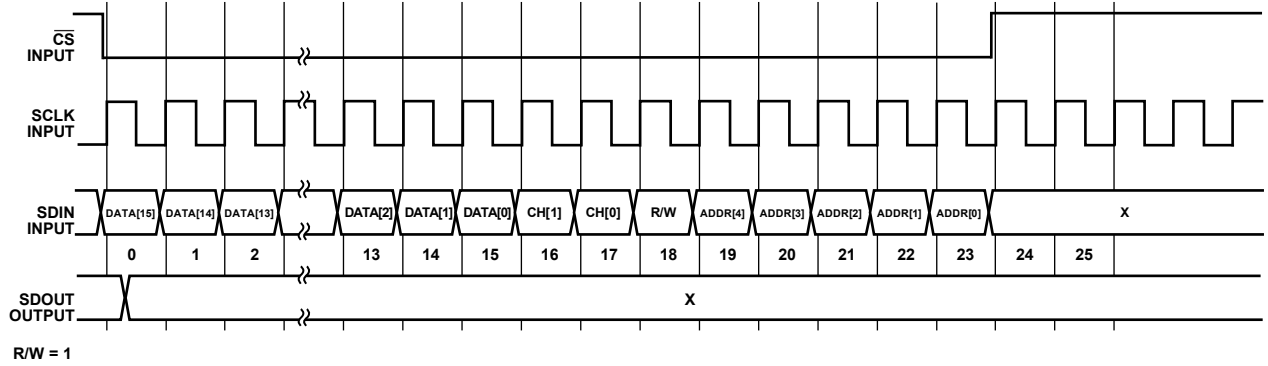 CS
INPUT
SCLK
INPUT
SDIN
INPUT
DATA[15] DATA[14] DATA[13] DATA[2] DATA[1] DATA[0] CH[1] CH[0] R/W ADDR[4] ADDR[3] ADDR[2] ADDR[1] ADDR[0] X
0 1 2 13 14 15 16 17 18 19 20 21 22 23 24 25
SDOUT
OUTPUT
X
R/W = 1